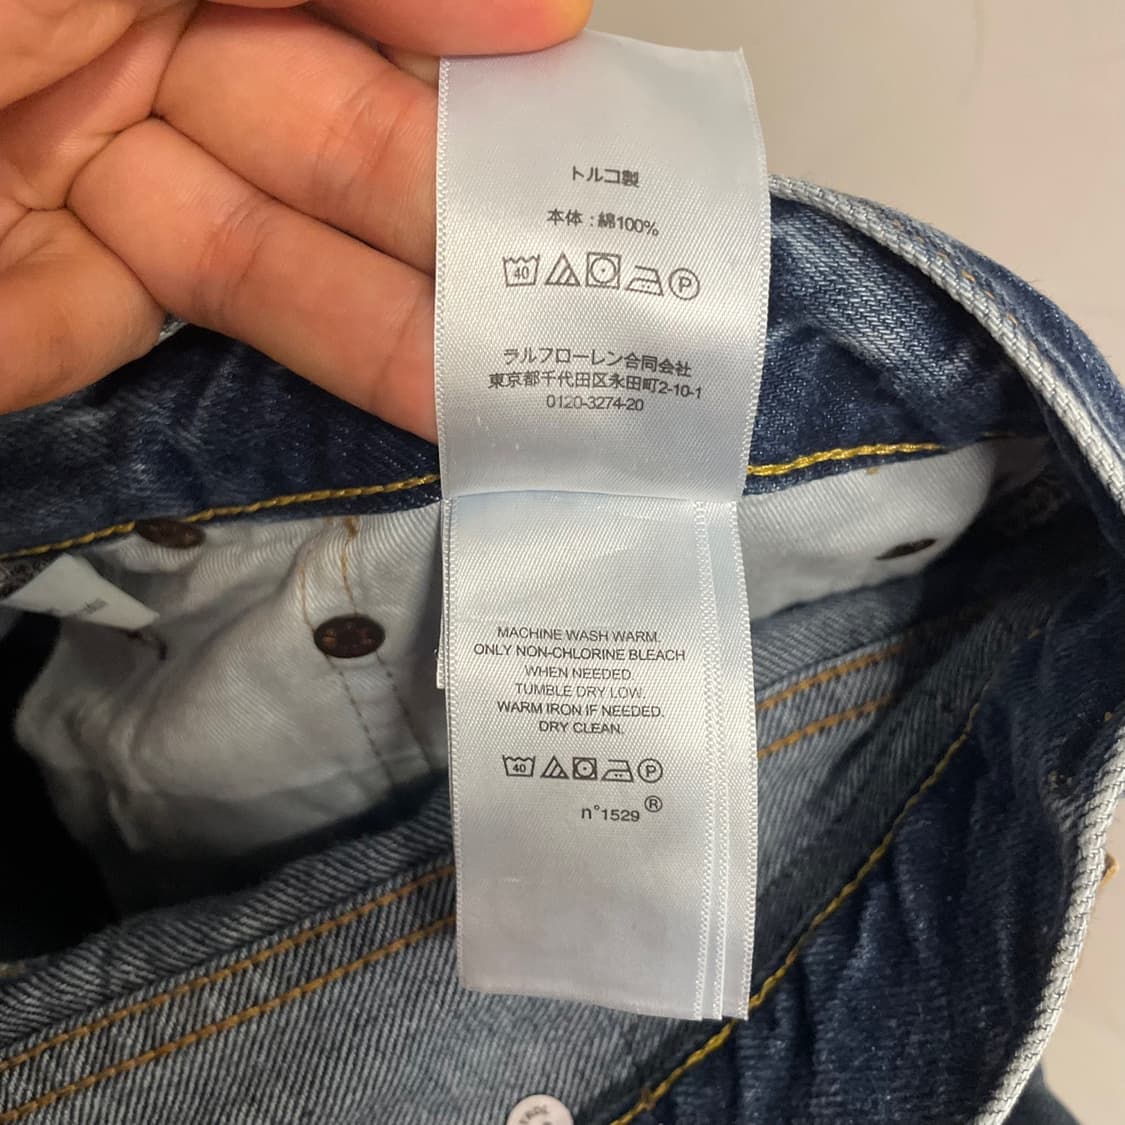 トルコ製
本体 : 綿100%
40 P
ラルフローレン合同会社
東京都千代田区永田町2-10-1
0120-3274-20
MACHINE WASH WARM.
ONLY NON-CHLORINE BLEACH
WHEN NEEDED.
TUMBLE DRY LOW.
WARM IRON IF NEEDED.
DRY CLEAN.
40 P
n°1529 ®